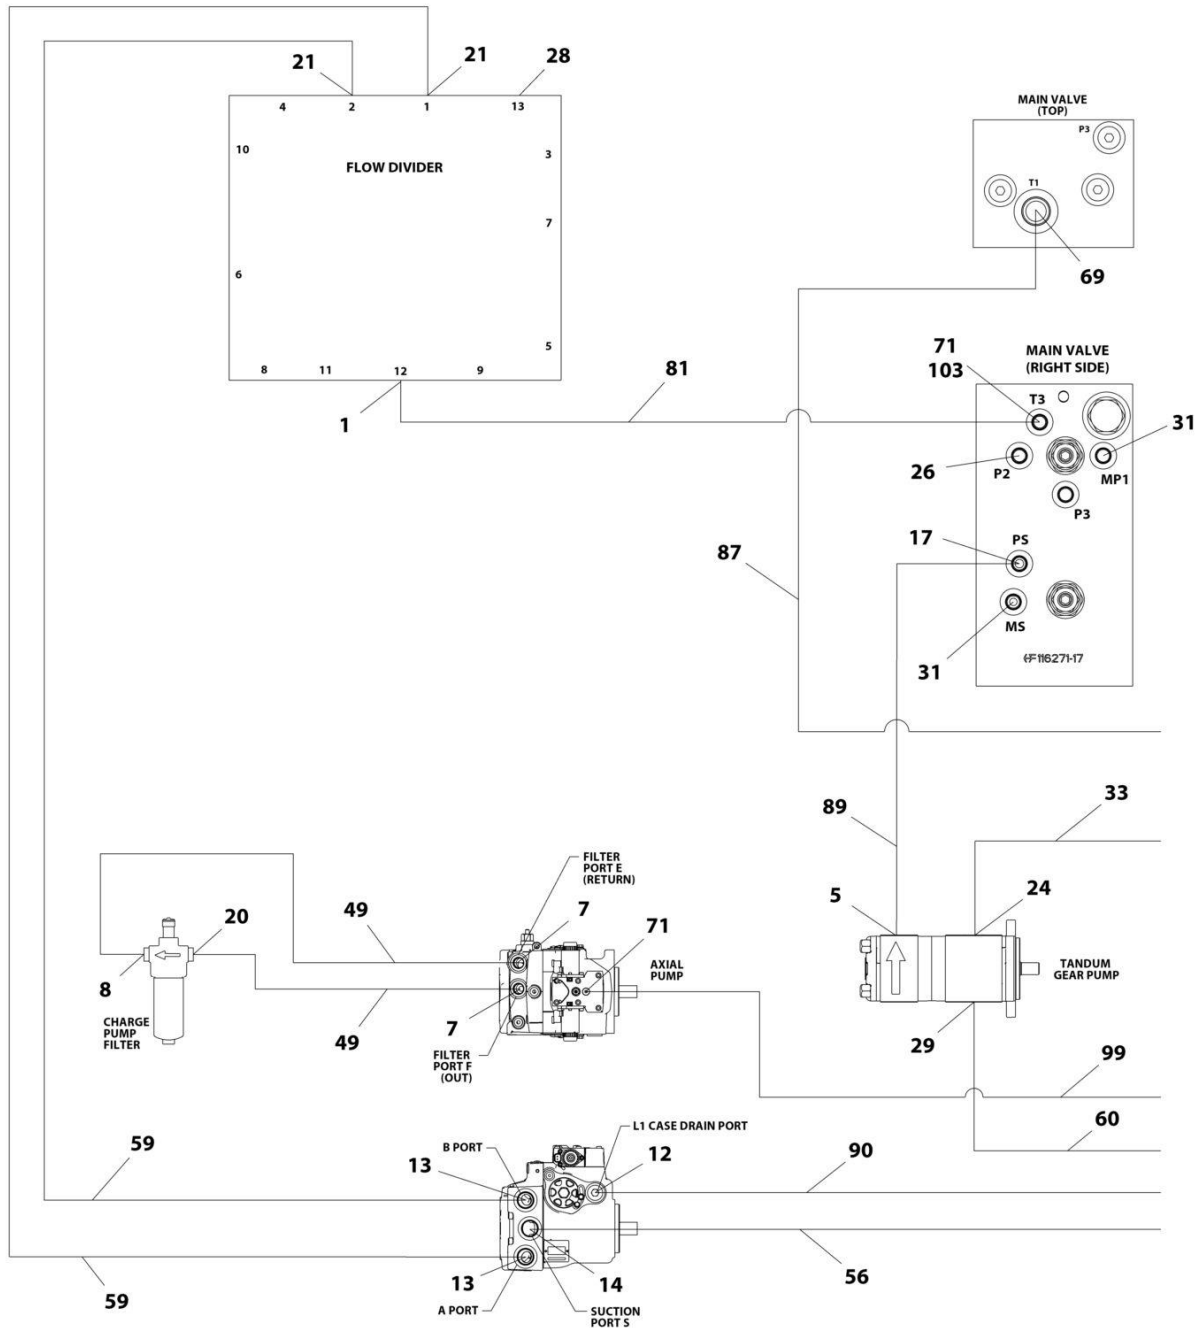 21
21
28
4
2
1
13
10
FLOW DIVIDER
3
7
6
5
8
11
12
9
1
81
MAIN VALVE
(TOP)
P3
T1
69
71
103
MAIN VALVE
(RIGHT SIDE)
T3
31
26
P2
MP1
P3
17
PS
87
MS
31
HF116271-17
89
33
FILTER
PORT E
(RETURN)
5
24
20
49
7
71
8
AXIAL
PUMP
TANDUM
GEAR PUMP
CHARGE
PUMP
FILTER
49
7
29
FILTER
PORT F
(OUT)
99
60
L1 CASE DRAIN PORT
59
B PORT
13
12
90
59
13
14
56
A PORT
SUCTION
PORT S